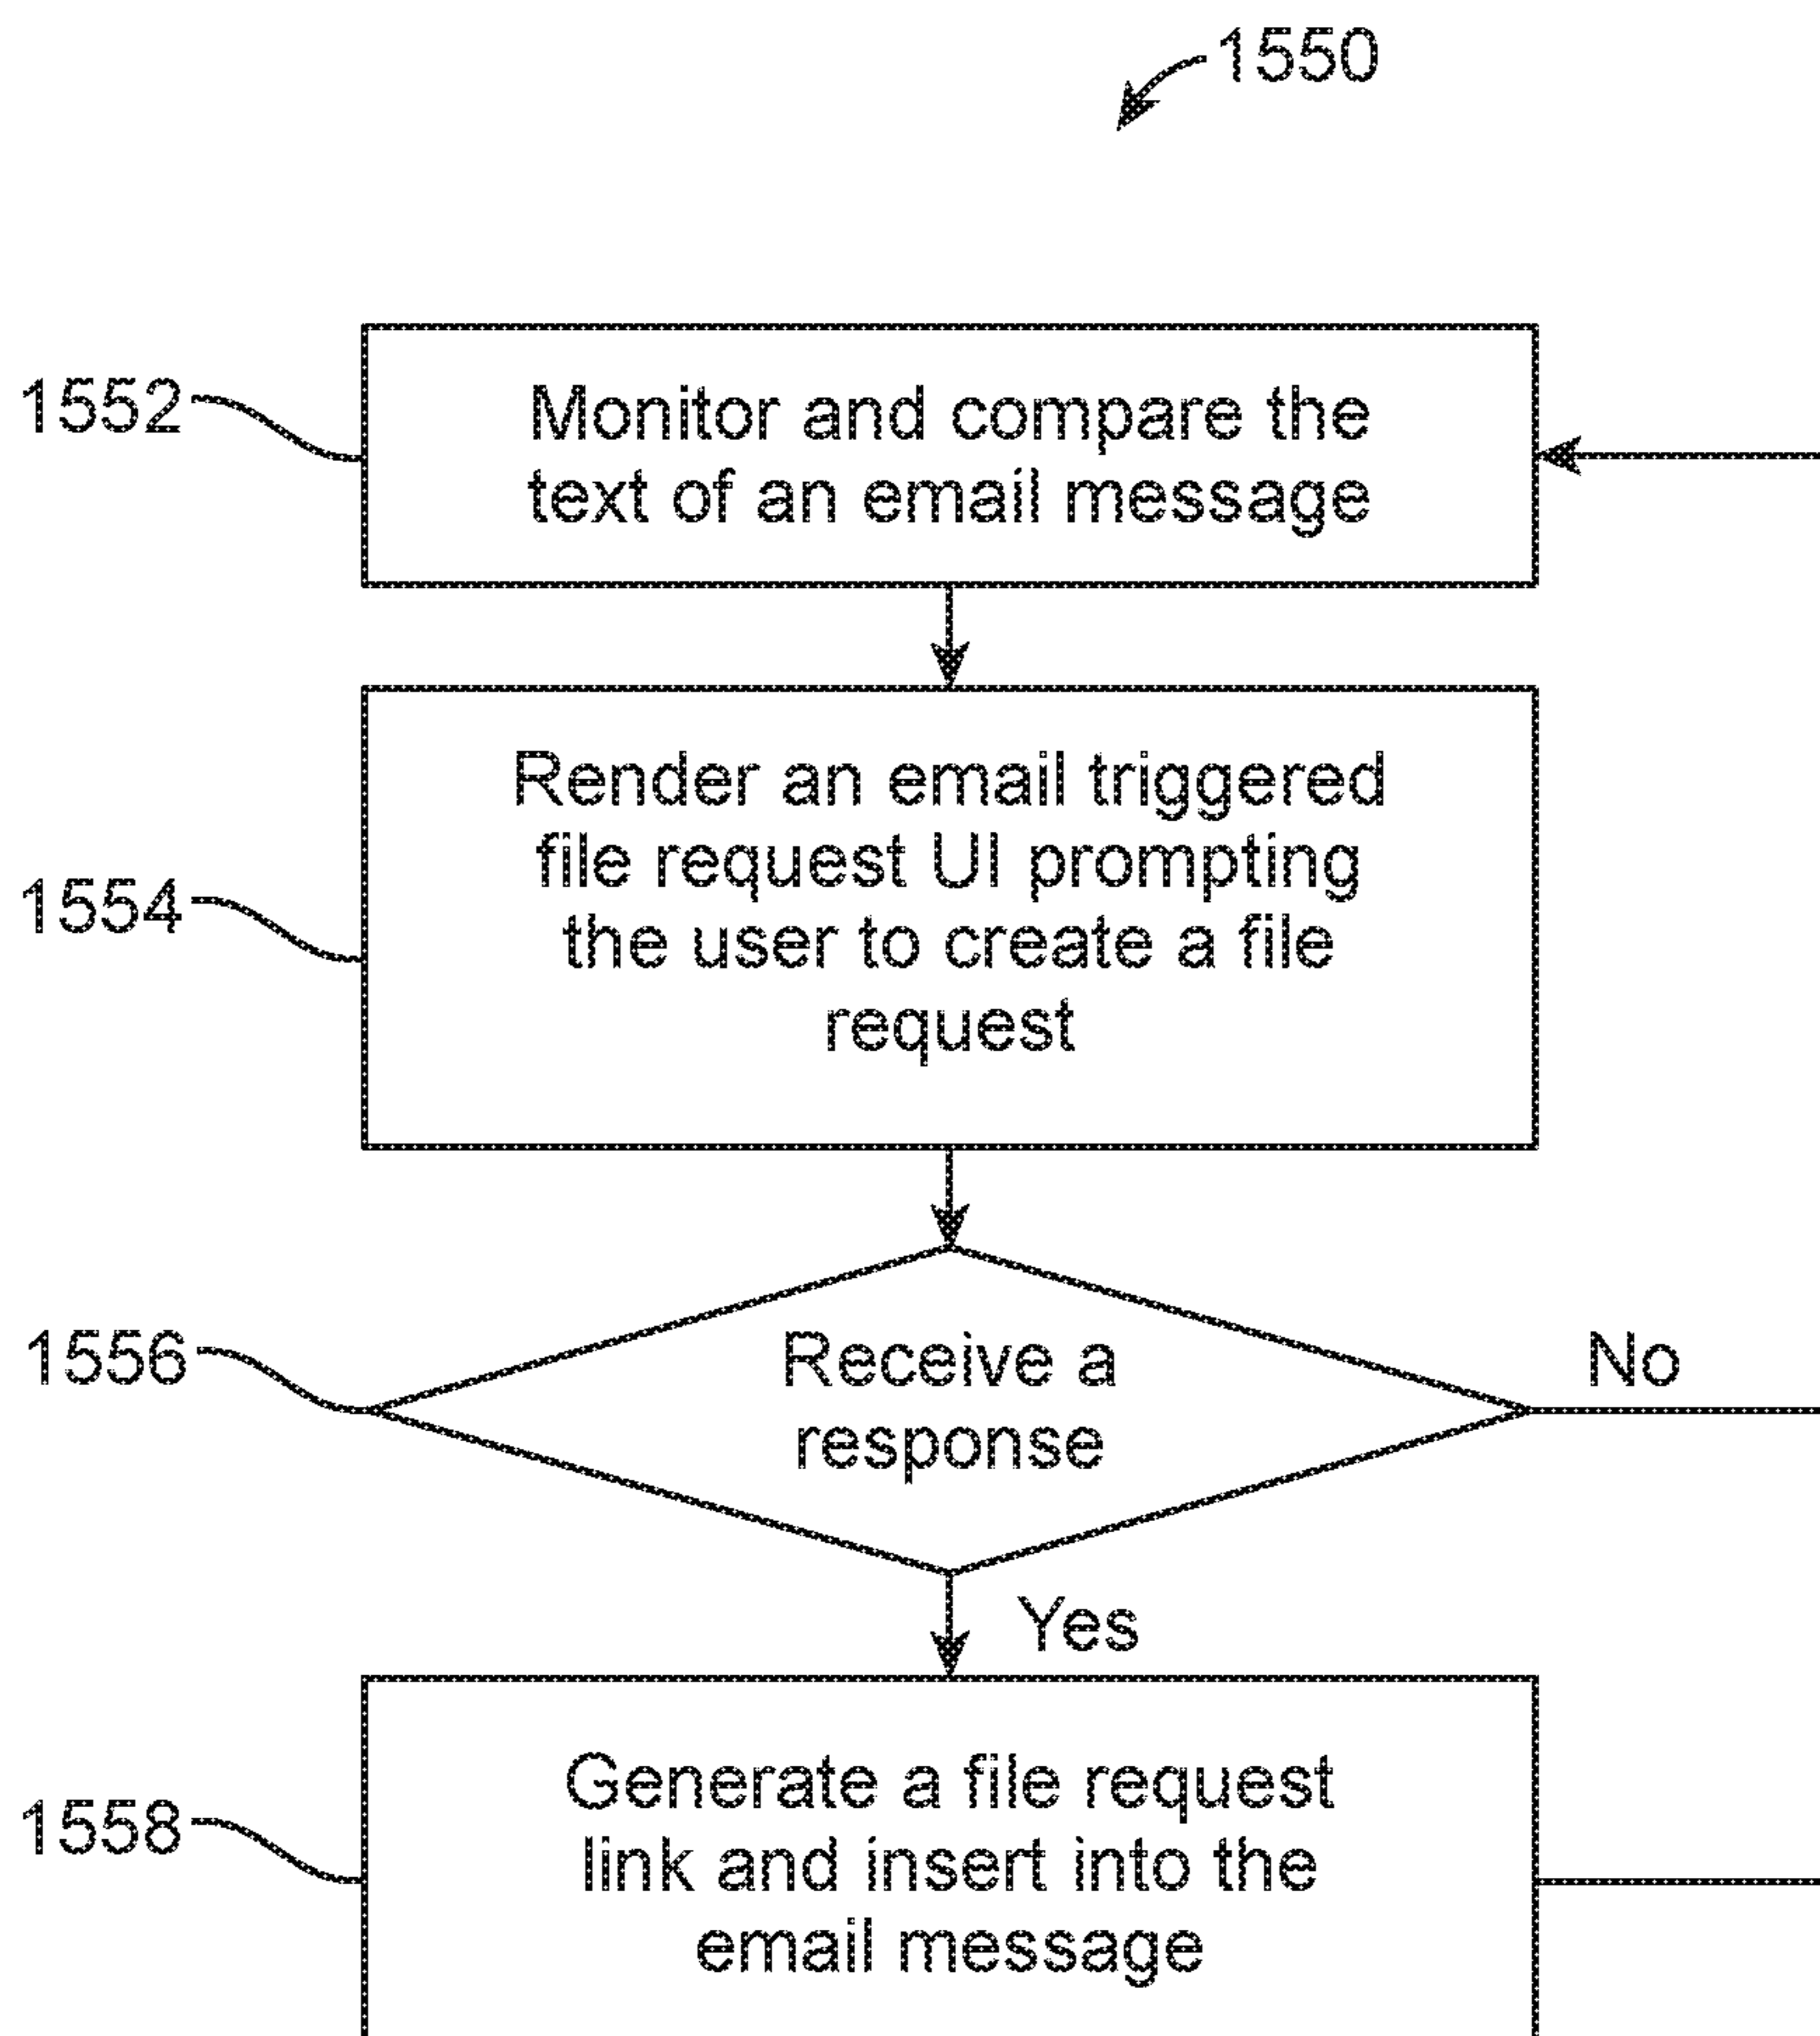 1550
1552
Monitor and compare the
text of an email message
1554
Render an email triggered
file request UI prompting
the user to create a file
request
1556
Receive a
response
No
Yes
1558
Generate a file request
link and insert into the
email message